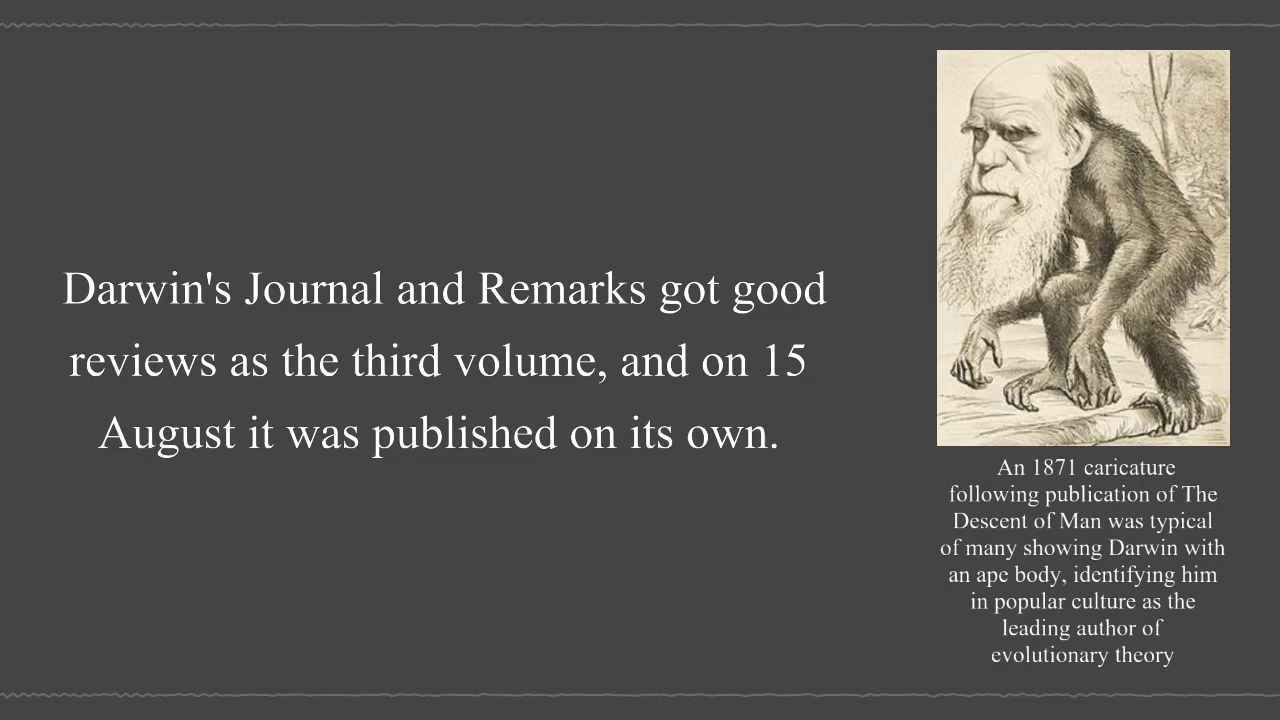 Darwin's Journal and Remarks got good
reviews as the third volume, and on 15
August it was published on its own.
An 1871 caricature
following publication of The
Descent of Man was typical
of many showing Darwin with
an ape body, identifying him
in popular culture as the
leading author of
evolutionary theory